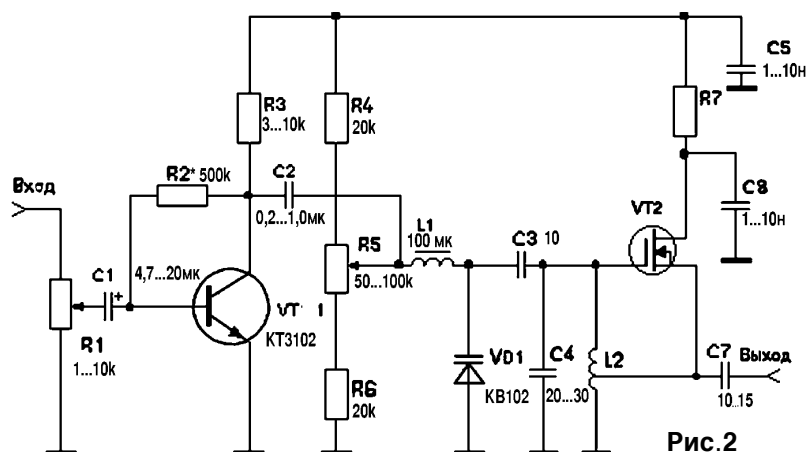 C5
1...10н
R3
3...10k
R4
20k
R7
R2* 500k
C2
0,2...1,0мк
C8
1...10н
Вход
VT2
L1
100 мк
C3 10
R5
50...100k
C1
+
4,7...20мк
VT 1
КТ3102
R1
1...10k
VD1
КВ102
C4
20...30
L2
C7
10..15
Выход
R6
20k
Рис.2